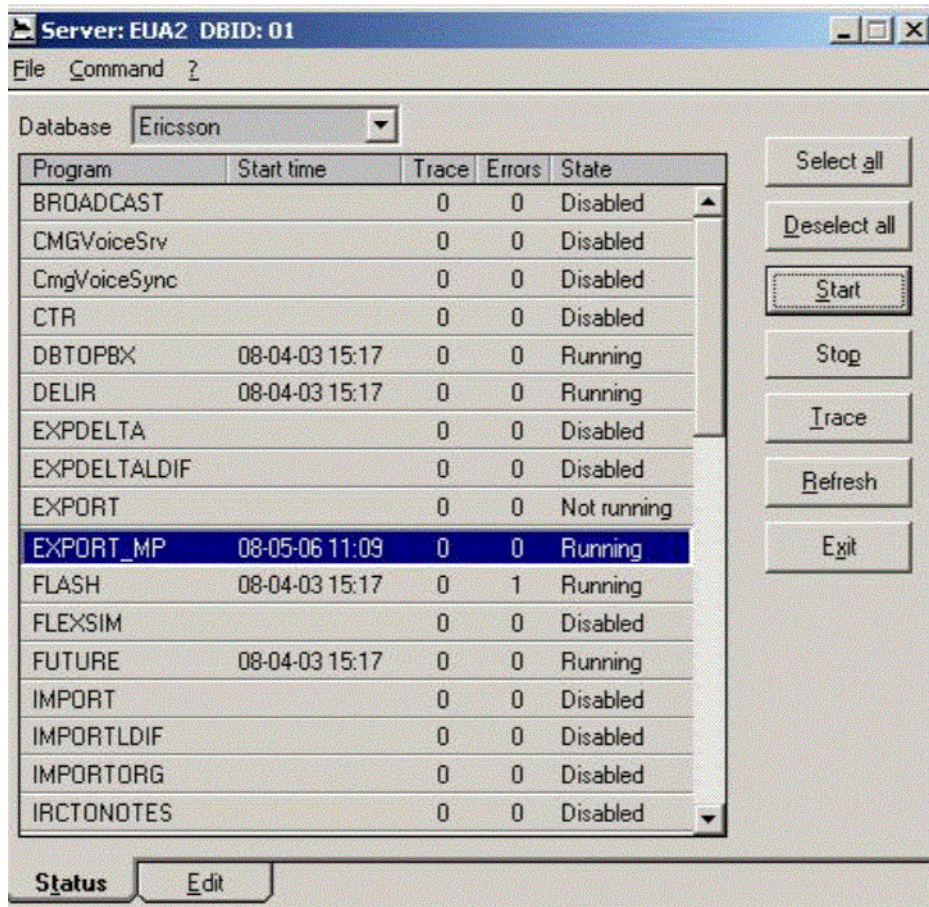 Server: EUA2 DBID: 01
File Command ?
Database Ericsson
Program Start time Trace Errors State
BROADCAST 0 0 Disabled
CMGVoiceSrv 0 0 Disabled
CmgVoiceSync 0 0 Disabled
CTR 0 0 Disabled
DBTOPBX 08-04-03 15:17 0 0 Running
DELIR 08-04-03 15:17 0 0 Running
EXPDELTA 0 0 Disabled
EXPDELTALDIF 0 0 Disabled
EXPORT 0 0 Not running
EXPORT_MP 08-05-06 11:09 0 0 Running
FLASH 08-04-03 15:17 0 1 Running
FLEXSIM 0 0 Disabled
FUTURE 08-04-03 15:17 0 0 Running
IMPORT 0 0 Disabled
IMPORTLDIF 0 0 Disabled
IMPORTORG 0 0 Disabled
IRCTONOTES 0 0 Disabled
Select all
Deselect all
Start
Stop
Trace
Refresh
Exit
Status Edit